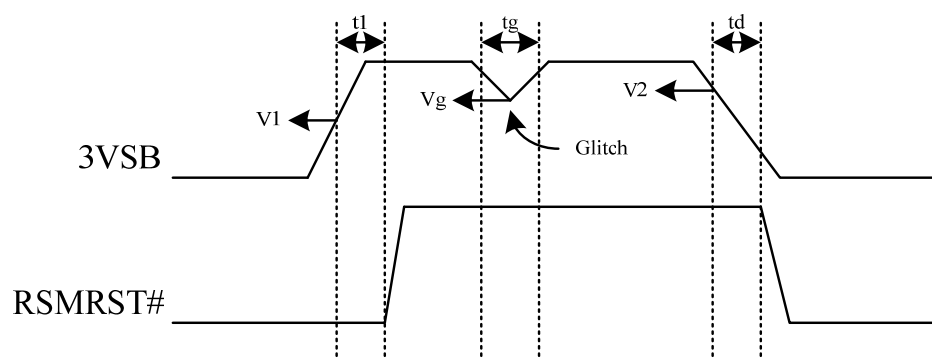 t1
tg
td
V1
Vg
V2
Glitch
3VSB
RSMRST#